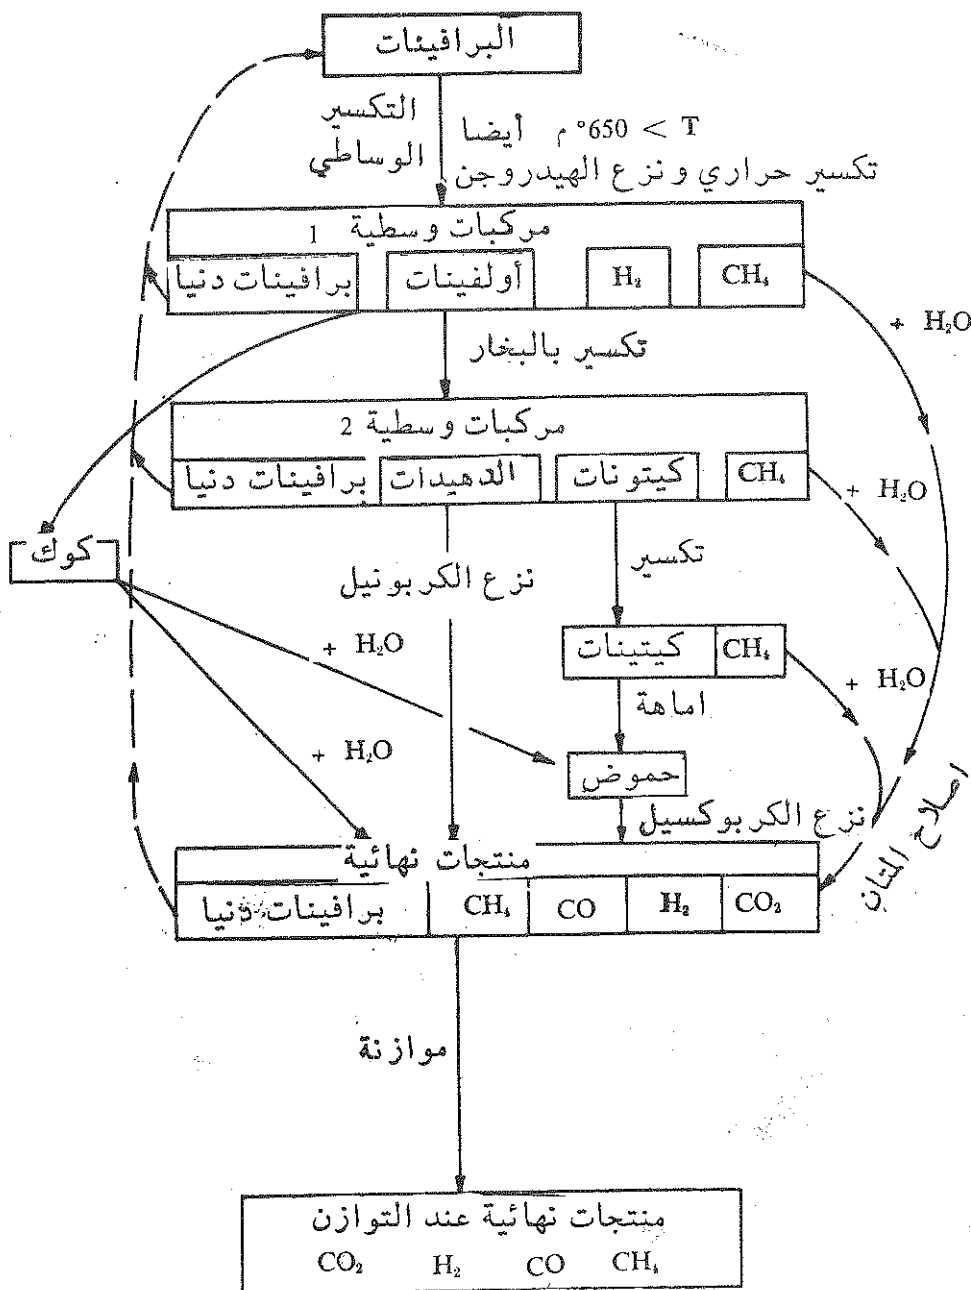 البرافينات
التكسير
الوساطي
أيضا م °650 < T
تكسير حراري ونزع الهيدروجن
مركبات وسطية 1
برافينات دنيا
أولفينات
H₂
CH₄
+ H₂O
تكسير بالبخار
مركبات وسطية 2
برافينات دنيا
الدهيدات
كيتونات
CH₄
+ H₂O
كوك
نزع الكربونيل
تكسير
+ H₂O
كيتينات
CH₄
+ H₂O
اماهة
+ H₂O
حموض
نزع الكربوكسيل
اصلاح المتان
منتجات نهائية
برافينات دنيا
CH₄
CO
H₂
CO₂
موازنة
منتجات نهائية عند التوازن
CO₂ H₂ CO CH₄